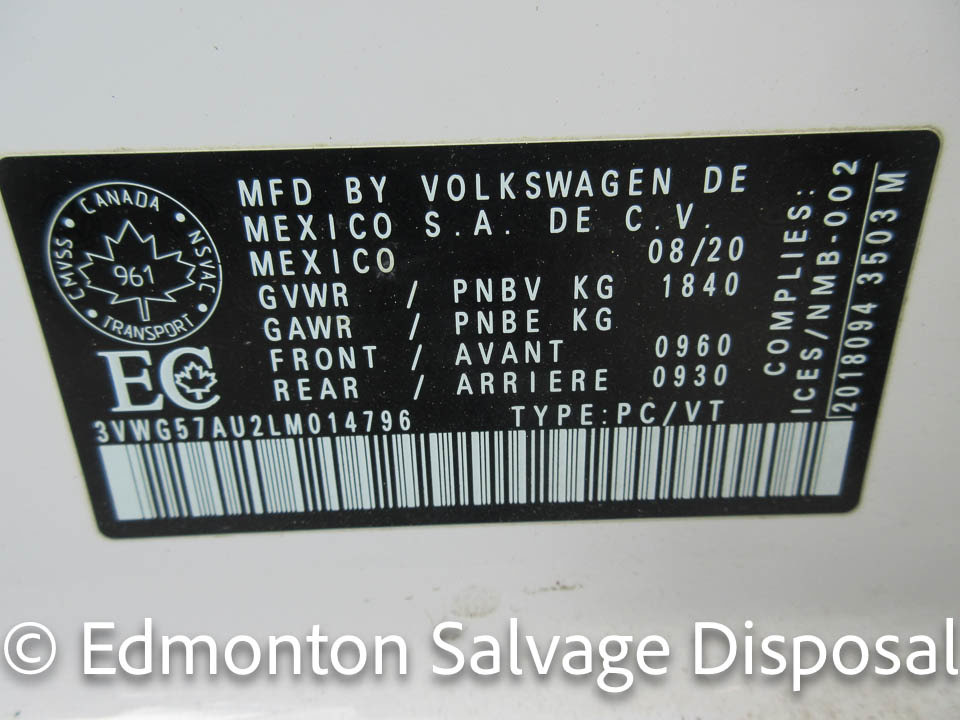 CANADA
CMVSS
NSVAC
961
TRANSPORT
EC
MFD BY VOLKSWAGEN DE
MEXICO S.A. DE C.V.
MEXICO 08/20
GVWR / PNBV KG 1840
GAWR / PNBE KG
FRONT / AVANT 0960
REAR / ARRIERE 0930
3VWG57AU2LM014796 TYPE:PC/VT
COMPLIES:
ICES/NMB-002
2018094 3503 M
© Edmonton Salvage Disposal